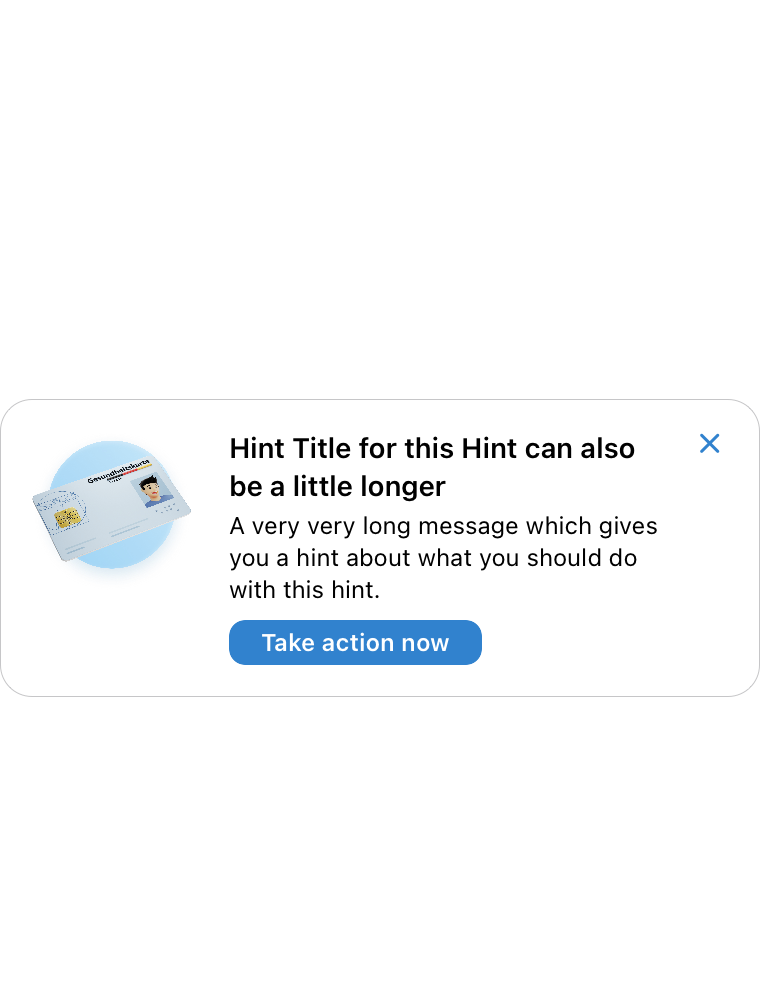 Hint Title for this Hint can also
be a little longer
A very very long message which gives
you a hint about what you should do
with this hint.
Take action now
Gesundheitskarte